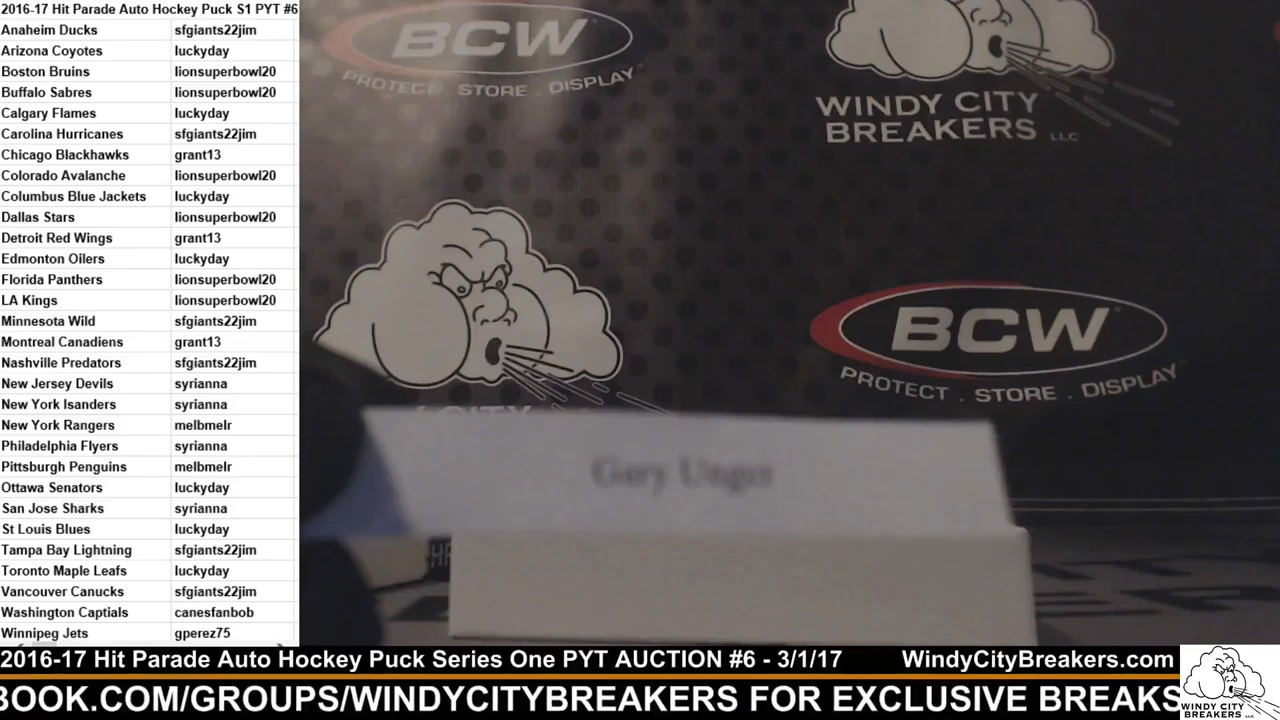 2016-17 Hit Parade Auto Hockey Puck S1 PYT #6
Anaheim Ducks sfgiants22jim
Arizona Coyotes luckyday
Boston Bruins lionsuperbowl20
Buffalo Sabres lionsuperbowl20
Calgary Flames luckyday
Carolina Hurricanes sfgiants22jim
Chicago Blackhawks grant13
Colorado Avalanche lionsuperbowl20
Columbus Blue Jackets luckyday
Dallas Stars lionsuperbowl20
Detroit Red Wings grant13
Edmonton Oilers luckyday
Florida Panthers lionsuperbowl20
LA Kings lionsuperbowl20
Minnesota Wild sfgiants22jim
Montreal Canadiens grant13
Nashville Predators sfgiants22jim
New Jersey Devils syrianna
New York Isanders syrianna
New York Rangers melbmelr
Philadelphia Flyers syrianna
Pittsburgh Penguins melbmelr
Ottawa Senators luckyday
San Jose Sharks syrianna
St Louis Blues luckyday
Tampa Bay Lightning sfgiants22jim
Toronto Maple Leafs luckyday
Vancouver Canucks sfgiants22jim
Washington Captials canesfanbob
Winnipeg Jets gperez75
BCW
PROTECT . STORE . DISPLAY
WINDY CITY
BREAKERS LLC
BCW
PROTECT . STORE . DISPLAY
CITY
Gary Unger
2016-17 Hit Parade Auto Hockey Puck Series One PYT AUCTION #6 - 3/1/17 WindyCityBreakers.com
BOOK.COM/GROUPS/WINDYCITYBREAKERS FOR EXCLUSIVE BREAKS
WINDY CITY
BREAKERS LLC